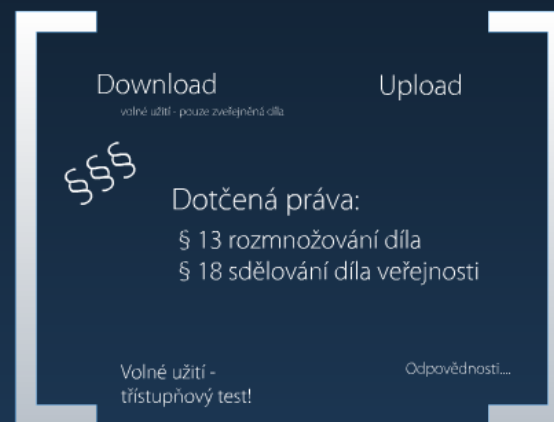 Download
Upload
volné užití - pouze zveřejněná díla
§§§
Dotčená práva:
§ 13 rozmnožování díla
§ 18 sdělování díla veřejnosti
Volné užití -
třístupňový test!
Odpovědnosti....